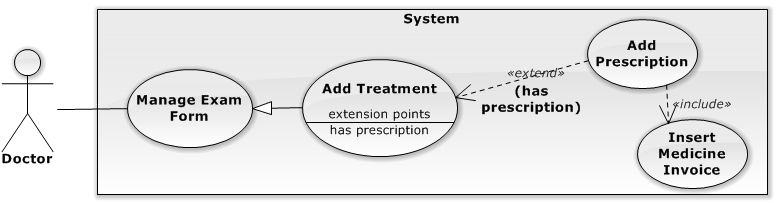 System
Doctor
Manage Exam
Form
Add Treatment
extension points
has prescription
«extend»
(has
prescription)
Add
Prescription
«include»
Insert
Medicine
Invoice